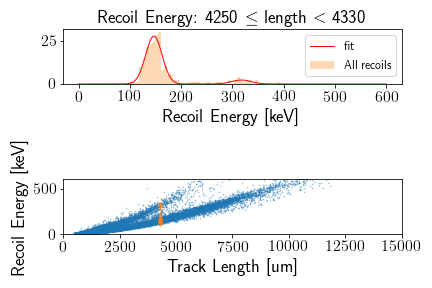 Recoil Energy: 4250 ≤ length < 4330
25
0
fit
All recoils
0 100 200 300 400 500 600
Recoil Energy [keV]
Recoil Energy [keV]
500
0
0 2500 5000 7500 10000 12500 15000
Track Length [um]